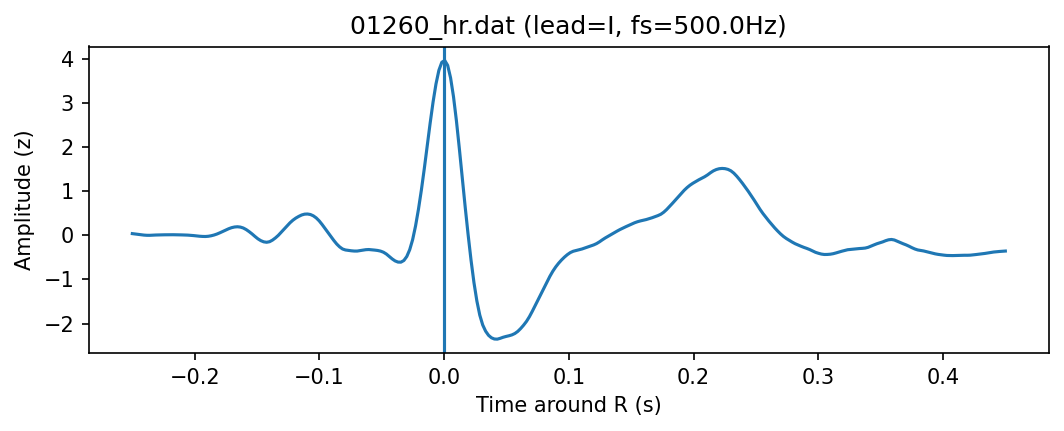 01260_hr.dat (lead=I, fs=500.0Hz)
Amplitude (z)
4
3
2
1
0
−1
−2
−0.2 −0.1 0.0 0.1 0.2 0.3 0.4
Time around R (s)